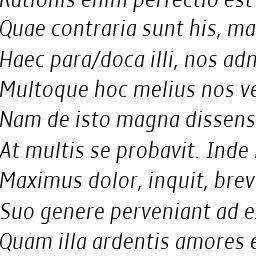 Rationis enim perfectio est
Quae contraria sunt his, ma
Haec para/doca illi, nos adm
Multoque hoc melius nos ve
Nam de isto magna dissens
At multis se probavit. Inde
Maximus dolor, inquit, brev
Suo genere perveniant ad e
Quam illa ardentis amores e